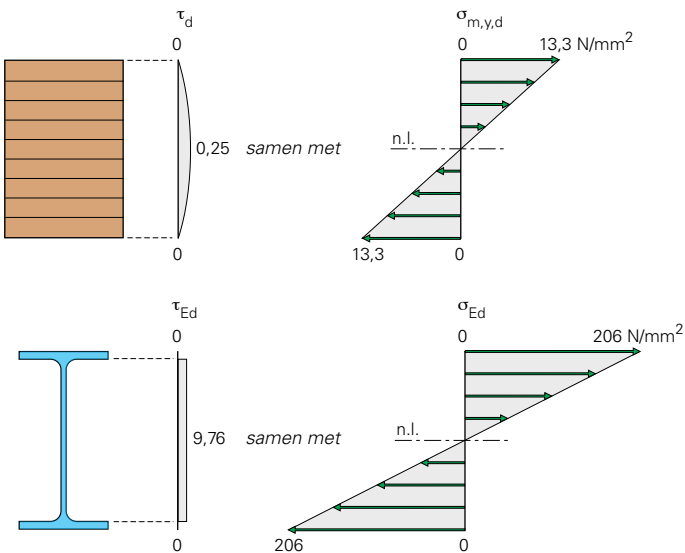 τd σm,y,d
0 0 13,3 N/mm²
n.l.
0,25 samen met
0 13,3 0
τEd σEd
0 0 206 N/mm²
n.l.
9,76 samen met
0 206 0